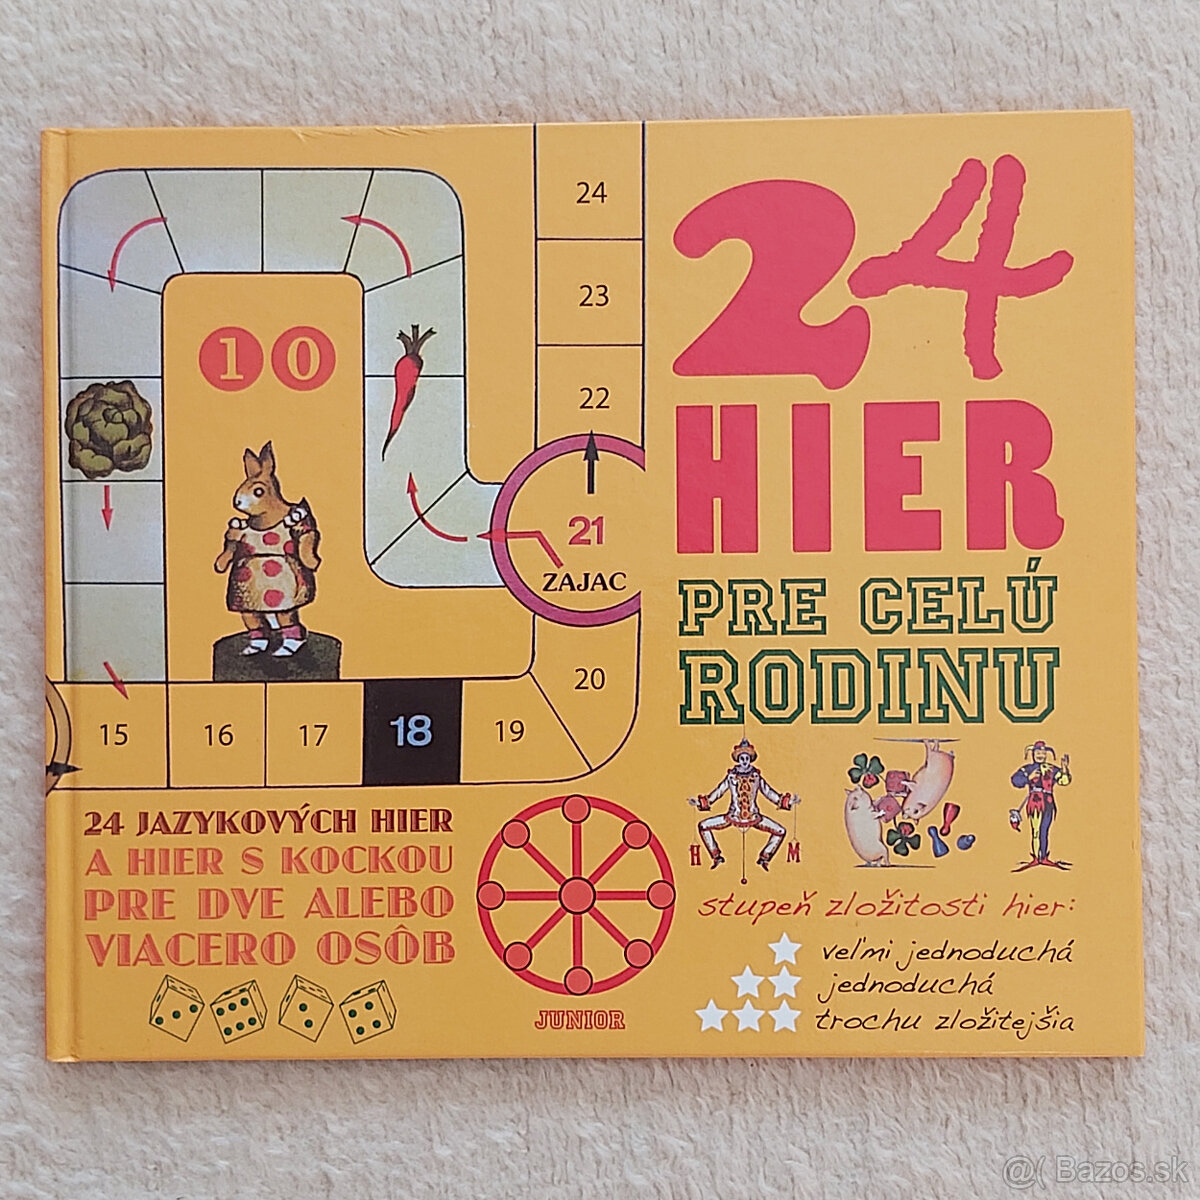 24
HIER
PRE CELÚ
RODINU
24
23
22
21
ZAJAC
20
10
15
16
17
18
19
24 JAZYKOVÝCH HIER
A HIER S KOCKOU
PRE DVE ALEBO
VIACERO OSÔB
JUNIOR
H M
stupeň zložitosti hier:
veľmi jednoduchá
jednoduchá
trochu zložitejšia
@( Bazos.sk